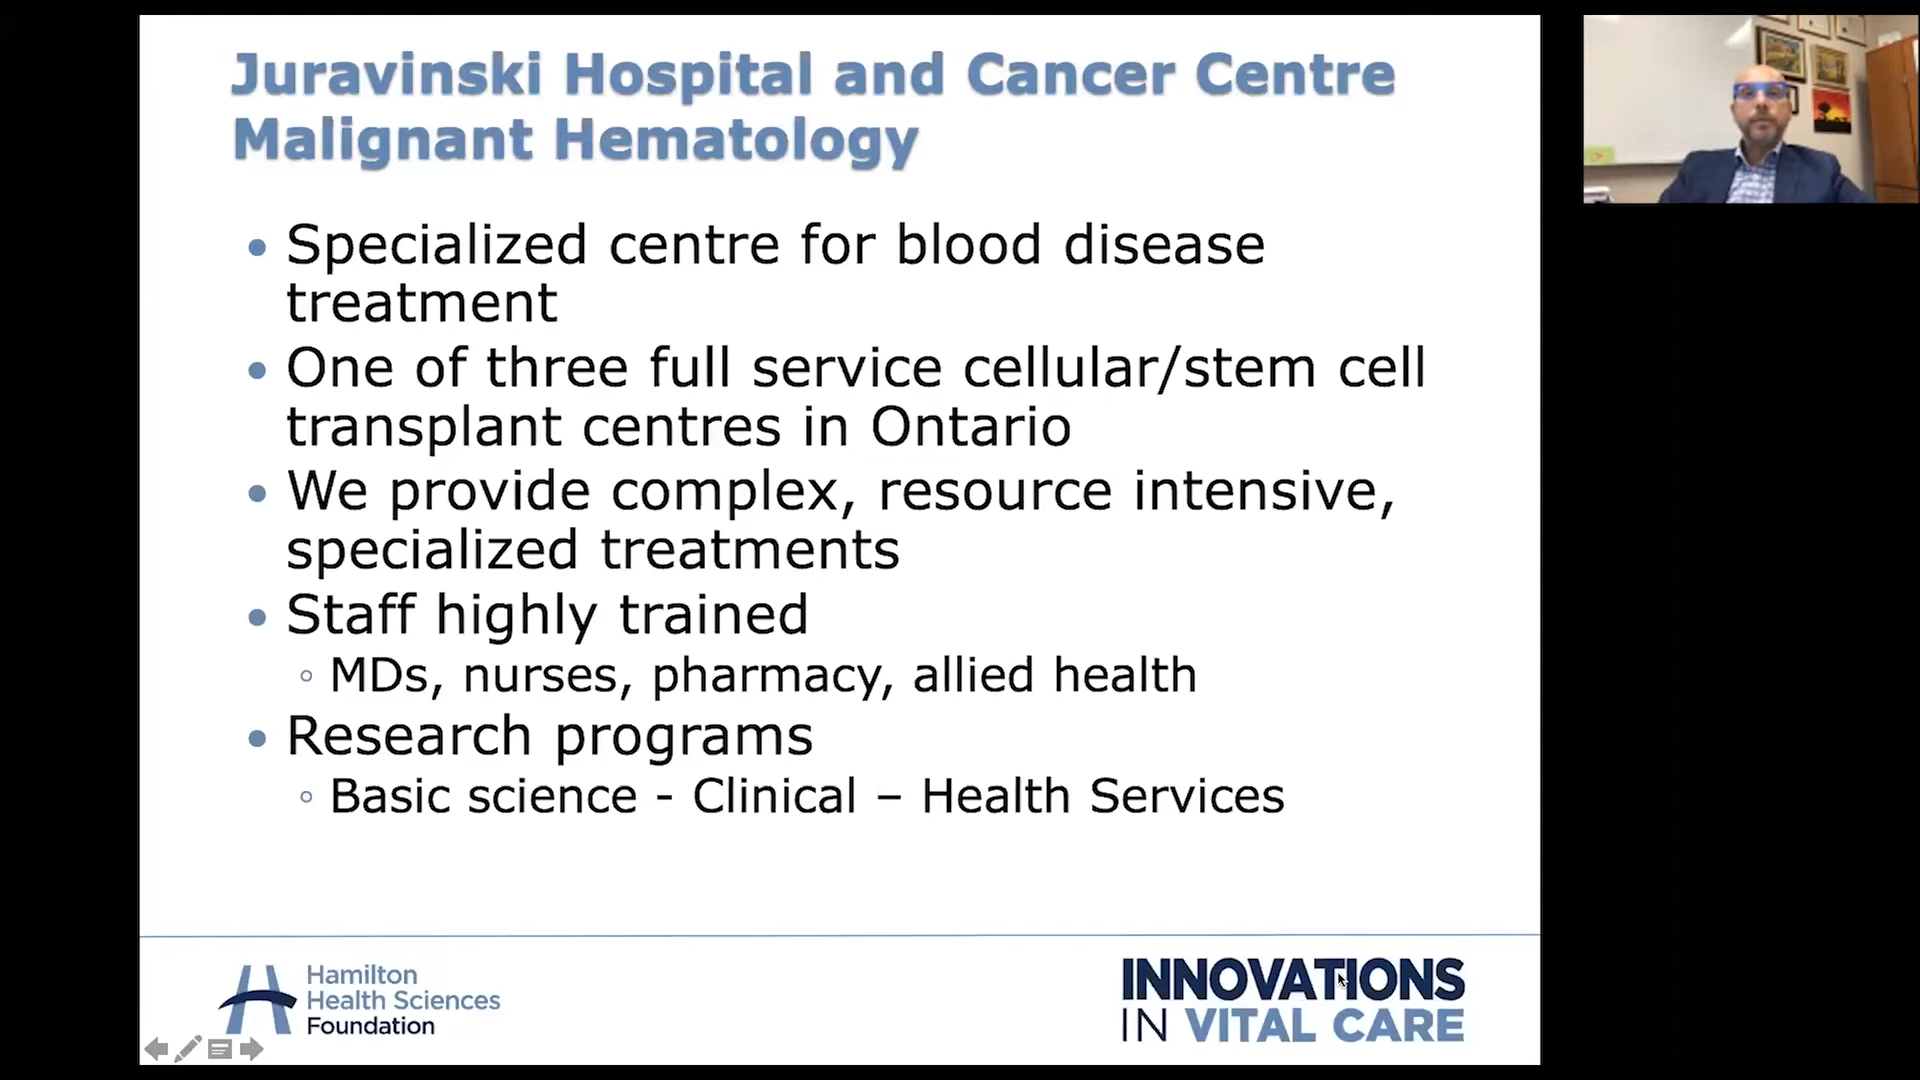 Juravinski Hospital and Cancer Centre
Malignant Hematology
• Specialized centre for blood disease
treatment
• One of three full service cellular/stem cell
transplant centres in Ontario
• We provide complex, resource intensive,
specialized treatments
• Staff highly trained
◦ MDs, nurses, pharmacy, allied health
• Research programs
◦ Basic science - Clinical – Health Services
Hamilton
Health Sciences
Foundation
INNOVATIONS
IN VITAL CARE